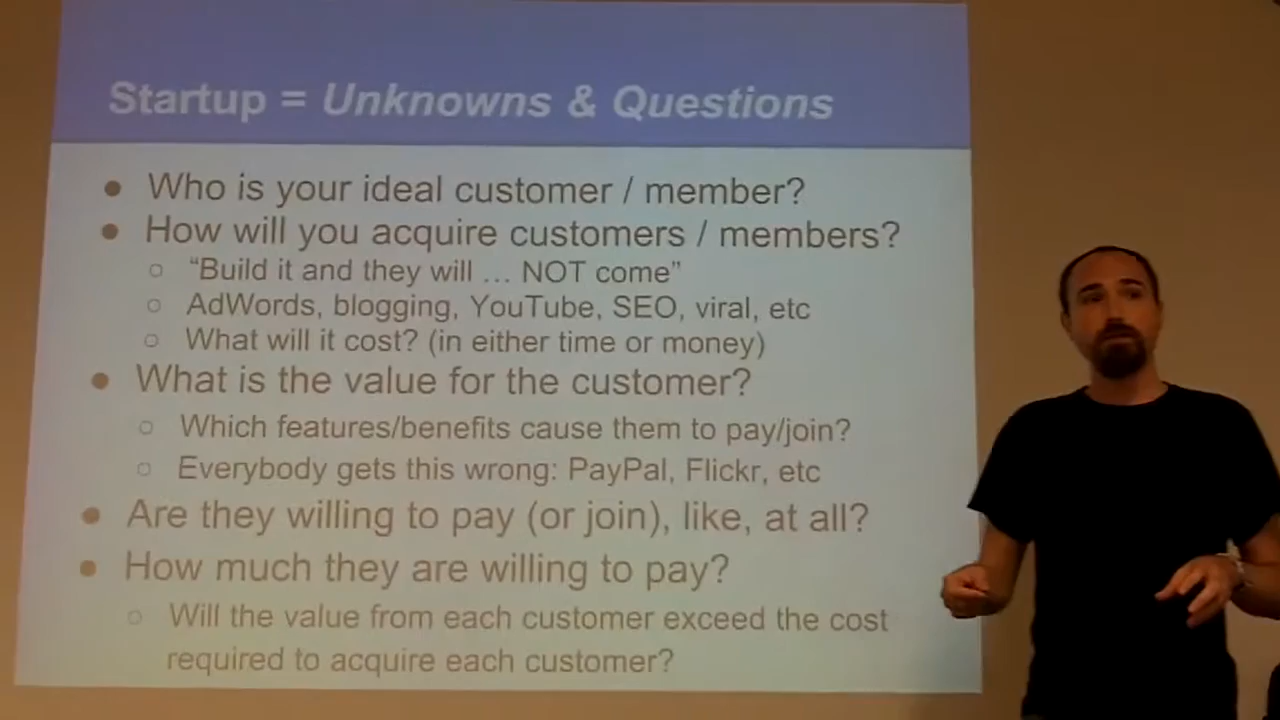 Startup = Unknowns & Questions
● Who is your ideal customer / member?
● How will you acquire customers / members?
○ “Build it and they will ... NOT come”
○ AdWords, blogging, YouTube, SEO, viral, etc
○ What will it cost? (in either time or money)
● What is the value for the customer?
○ Which features/benefits cause them to pay/join?
○ Everybody gets this wrong: PayPal, Flickr, etc
● Are they willing to pay (or join), like, at all?
● How much they are willing to pay?
○ Will the value from each customer exceed the cost
required to acquire each customer?